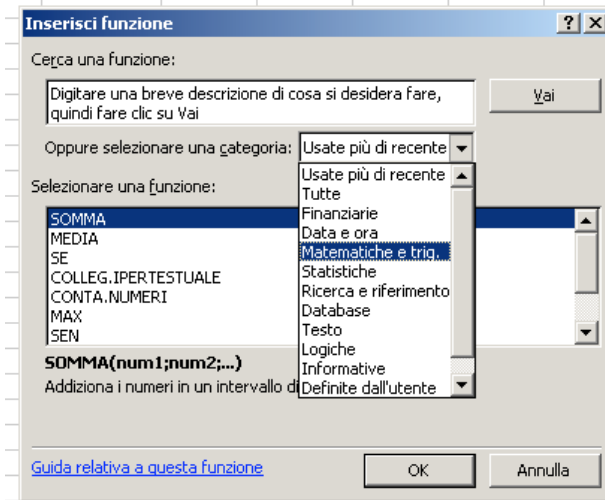 Inserisci funzione
Cerca una funzione:
Digitare una breve descrizione di cosa si desidera fare,
quindi fare clic su Vai
Vai
Oppure selezionare una categoria: Usate più di recente
Usate più di recente
Tutte
Finanziarie
Data e ora
Matematiche e trig.
Statistiche
Ricerca e riferimento
Database
Testo
Logiche
Informative
Definite dall'utente
Selezionare una funzione:
SOMMA
MEDIA
SE
COLLEG.IPERTESTUALE
CONTA.NUMERI
MAX
SEN
SOMMA(num1;num2;...)
Addiziona i numeri in un intervallo di
Guida relativa a questa funzione
OK
Annulla